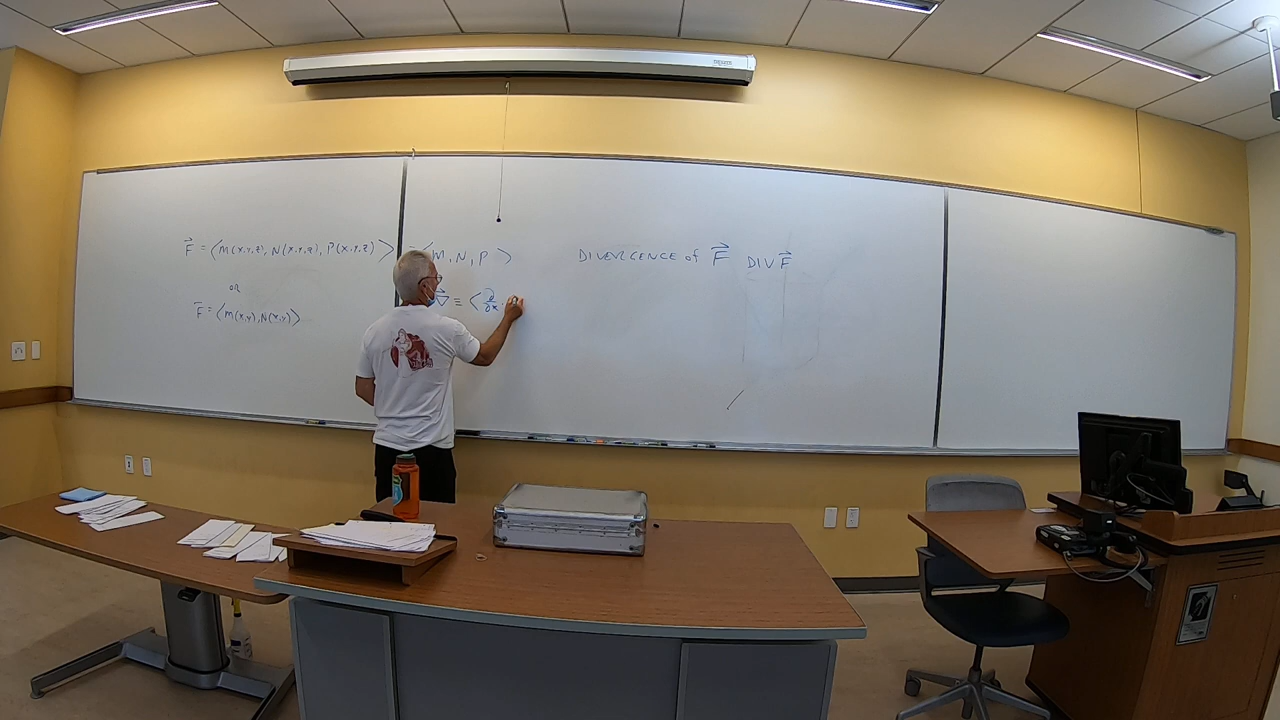 F⃗ = ⟨M(x,y,z), N(x,y,z), P(x,y,z)⟩
OR
F⃗ = ⟨M(x,y), N(x,y)⟩
⟨M, N, P⟩
∇⃗ = ⟨∂/∂x
DIVERGENCE of F⃗ DIV F⃗